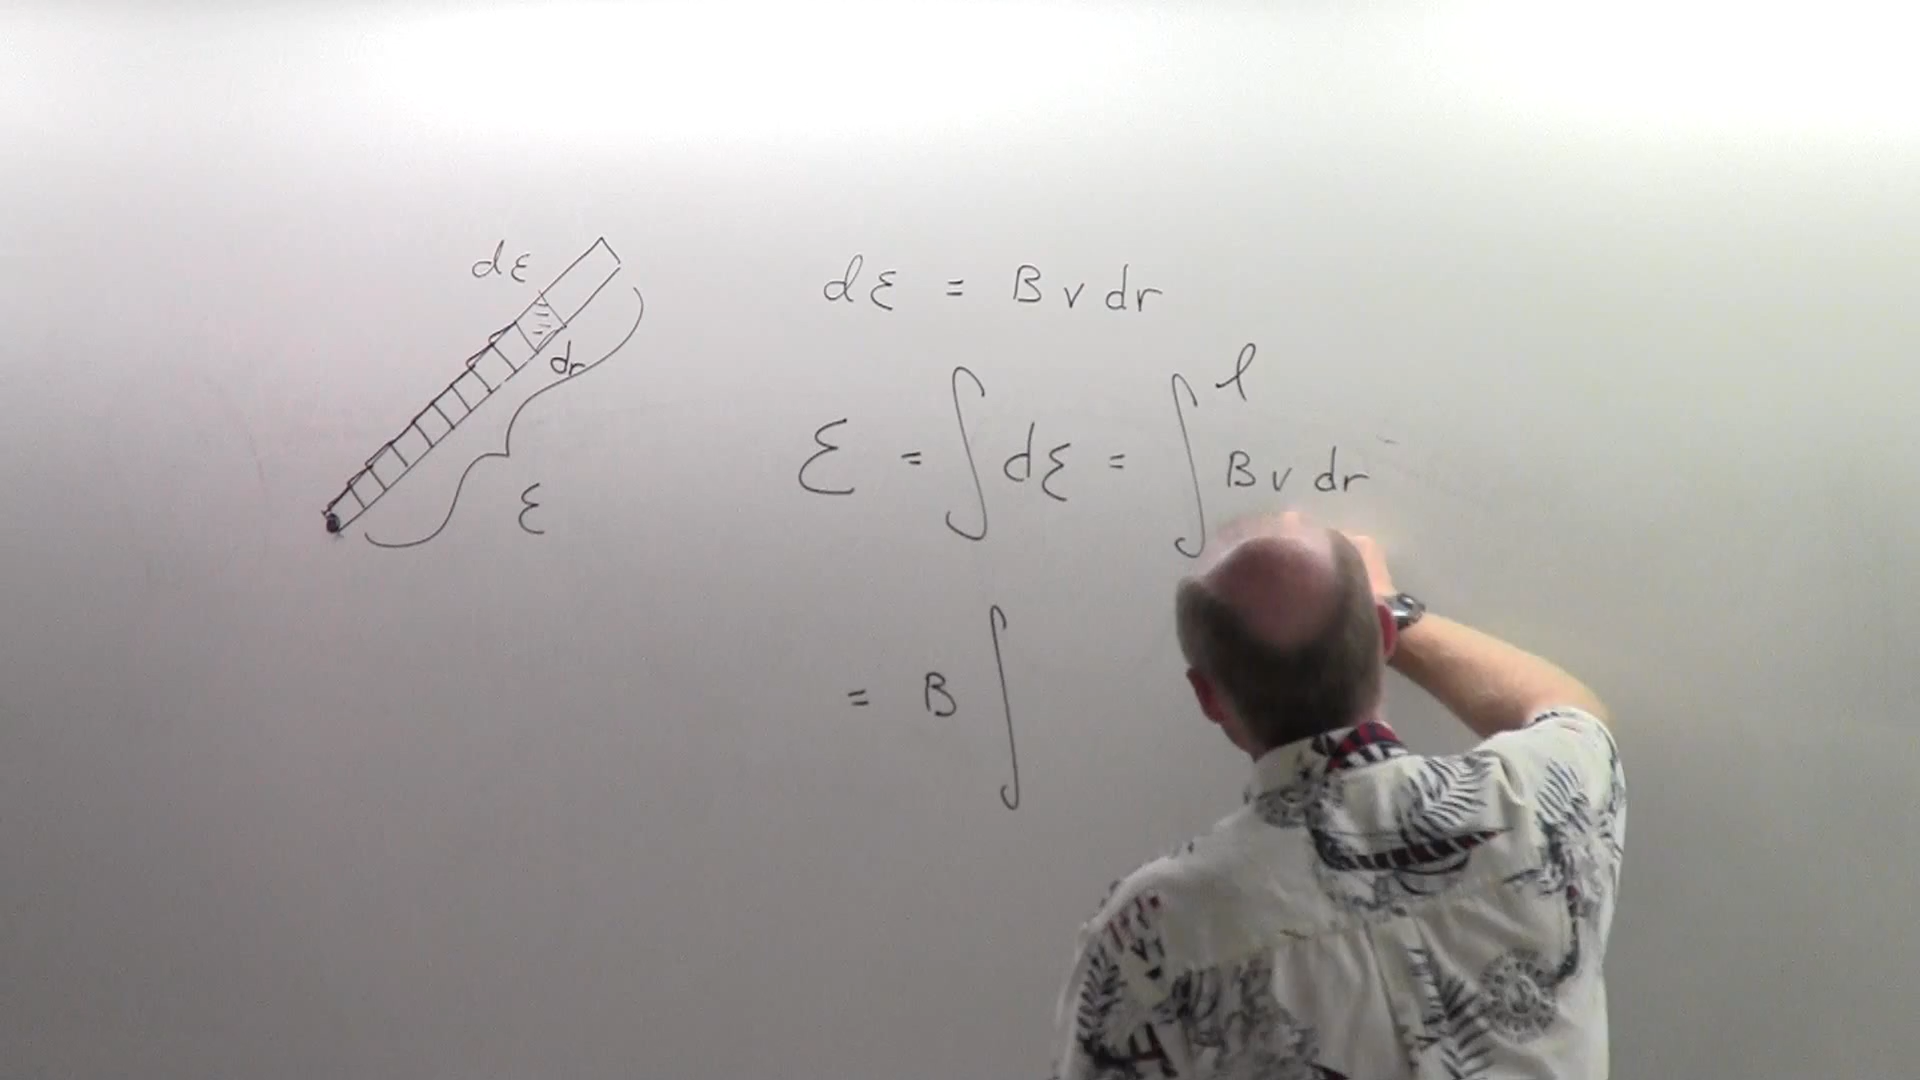 dε
dr
ε
dε = B v dr
ε = ∫ dε = ∫ˡ B v dr
= B ∫